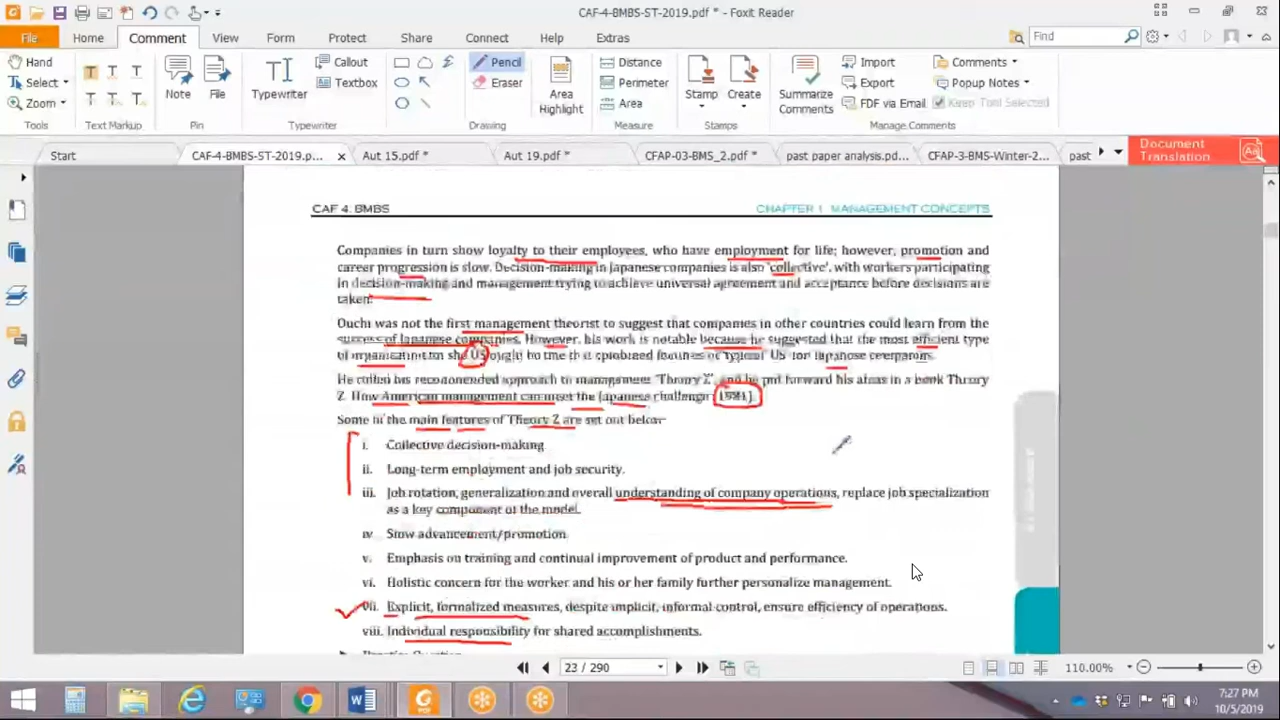 CAF-4-BMBS-ST-2019.pdf * - Foxit Reader
File Home Comment View Form Protect Share Connect Help Extras Find
Hand
Select
Zoom
Tools
Text Markup
Note
File
Pin
Typewriter
Callout
Textbox
Typewriter
Pencil
Eraser
Drawing
Area Highlight
Distance
Perimeter
Area
Measure
Stamp
Create
Stamps
Summarize Comments
Import
Export
FDF via Email
Comments
Popup Notes
Keep Tool Selected
Manage Comments
Start CAF-4-BMBS-ST-2019.p... * Aut 15.pdf * Aut 19.pdf * CFAP-03-BMS_2.pdf * past paper analysis.pd... CFAP-3-BMS-Winter-2... past
Document Translation
CAF 4: BMBS CHAPTER 1 MANAGEMENT CONCEPTS
Companies in turn show loyalty to their employees, who have employment for life; however, promotion and
career progression is slow. Decision-making in Japanese companies is also 'collective', with workers participating
in decision-making and management trying to achieve universal agreement and acceptance before decisions are
taken.
Ouchi was not the first management theorist to suggest that companies in other countries could learn from the
success of Japanese companies. However, his work is notable because he suggested that the most efficient type
of organisation for the US ought to be that combined features of typical US for Japanese companies.
He called his recommended approach to management 'Theory Z', and he put forward his ideas in a book Theory
Z. How American management can meet the Japanese challenge (1981).
Some of the main features of Theory Z are set out below
i. Collective decision-making
ii. Long-term employment and job security.
iii. Job rotation, generalization and overall understanding of company operations, replace job specialization
as a key component of the model.
iv Slow advancement/promotion
v. Emphasis on training and continual improvement of product and performance.
vi. Holistic concern for the worker and his or her family further personalize management.
vii. Explicit, formalized measures, despite implicit, informal control, ensure efficiency of operations.
viii. Individual responsibility for shared accomplishments.
23 / 290
110.00%
7:27 PM
10/5/2019